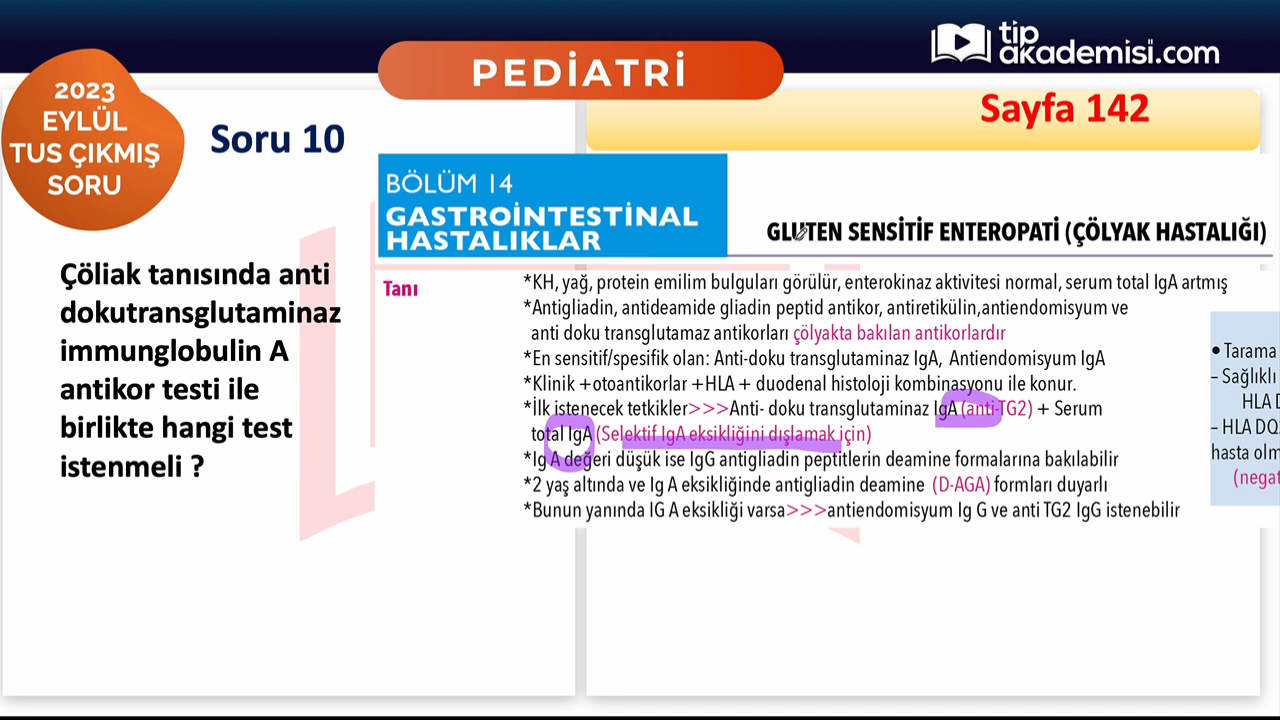 tıp
akademisi.com
PEDİATRİ
2023
EYLÜL
TUS ÇIKMIŞ
SORU
Soru 10
Sayfa 142
BÖLÜM 14
GASTROİNTESTİNAL
HASTALIKLAR
GLUTEN SENSİTİF ENTEROPATİ (ÇÖLYAK HASTALIĞI)
Çöliak tanısında anti
dokutransglutaminaz
immunglobulin A
antikor testi ile
birlikte hangi test
istenmeli ?
Tanı
*KH, yağ, protein emilim bulguları görülür, enterokinaz aktivitesi normal, serum total IgA artmış
*Antigliadin, antideamide gliadin peptid antikor, antiretikülin,antiendomisyum ve
anti doku transglutamaz antikorları çölyakta bakılan antikorlardır
*En sensitif/spesifik olan: Anti-doku transglutaminaz IgA, Antiendomisyum IgA
*Klinik +otoantikorlar +HLA + duodenal histoloji kombinasyonu ile konur.
*İlk istenecek tetkikler>>>Anti- doku transglutaminaz IgA (anti-TG2) + Serum
total IgA (Selektif IgA eksikliğini dışlamak için)
*Ig A değeri düşük ise IgG antigliadin peptitlerin deamine formalarına bakılabilir
*2 yaş altında ve Ig A eksikliğinde antigliadin deamine (D-AGA) formları duyarlı
*Bunun yanında IG A eksikliği varsa>>>antiendomisyum Ig G ve anti TG2 IgG istenebilir
• Tarama
– Sağlıklı
HLA D
– HLA DQ
hasta olm
(negat